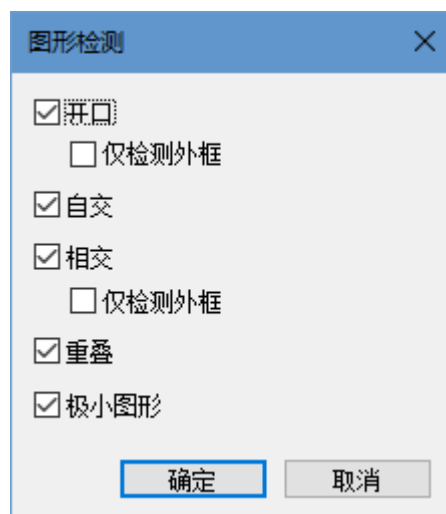 图形检测
开口
仅检测外框
自交
相交
仅检测外框
重叠
极小图形
确定 取消